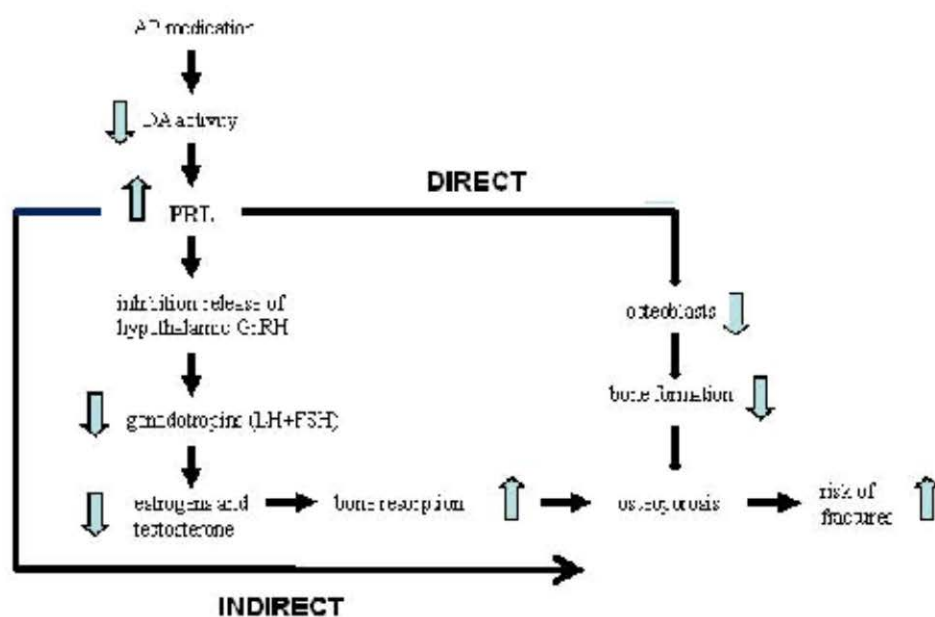 AP medication
DA activity
DIRECT
PRL
inhibition release of
hypothalamic GnRH
osteoblasts
bone formation
gonadotropins (LH+FSH)
estrogens and
testosterone
bone resorption
osteoporosis
risk of
fractures
INDIRECT